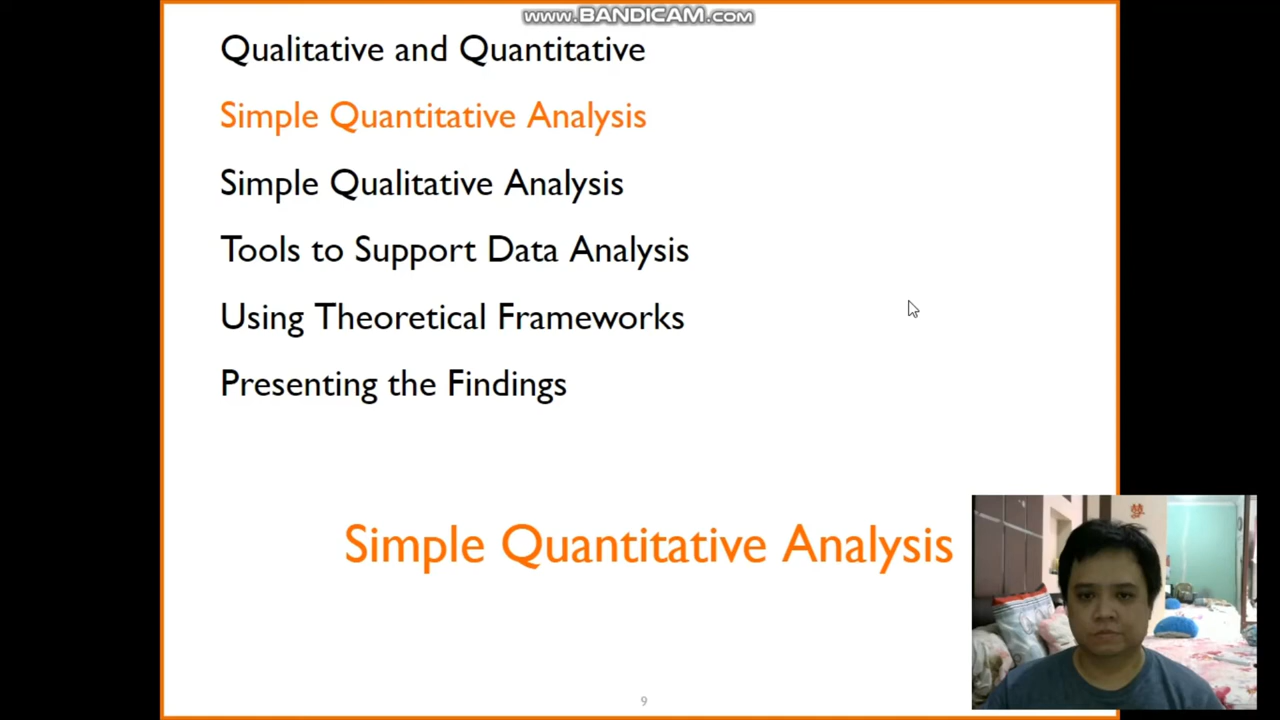 www.BANDICAM.com
Qualitative and Quantitative
Simple Quantitative Analysis
Simple Qualitative Analysis
Tools to Support Data Analysis
Using Theoretical Frameworks
Presenting the Findings
Simple Quantitative Analysis
9